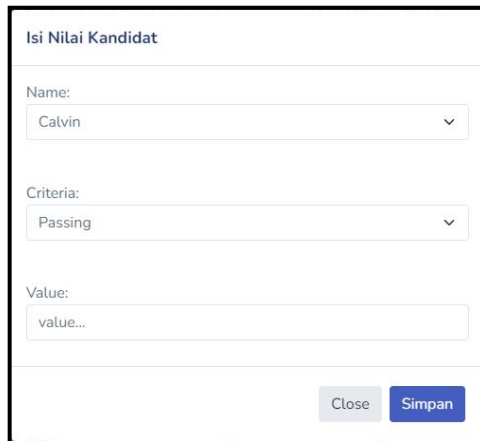 Isi Nilai Kandidat
Name:
Calvin
Criteria:
Passing
Value:
value...
Close Simpan